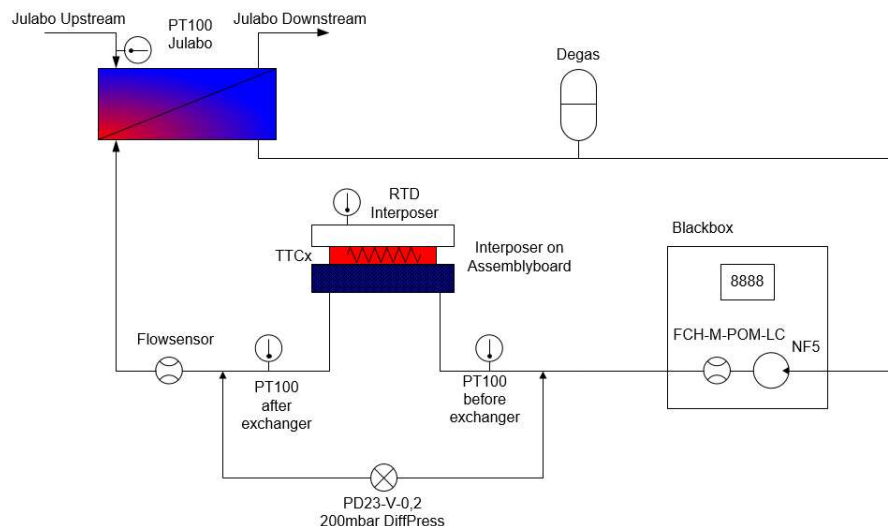 Julabo Upstream
PT100
Julabo
Julabo Downstream
Degas
RTD
Interposer
TTCx
Interposer on
Assemblyboard
Blackbox
8888
FCH-M-POM-LC
NF5
Flowsensor
PT100
after
exchanger
PT100
before
exchanger
PD23-V-0,2
200mbar DiffPress